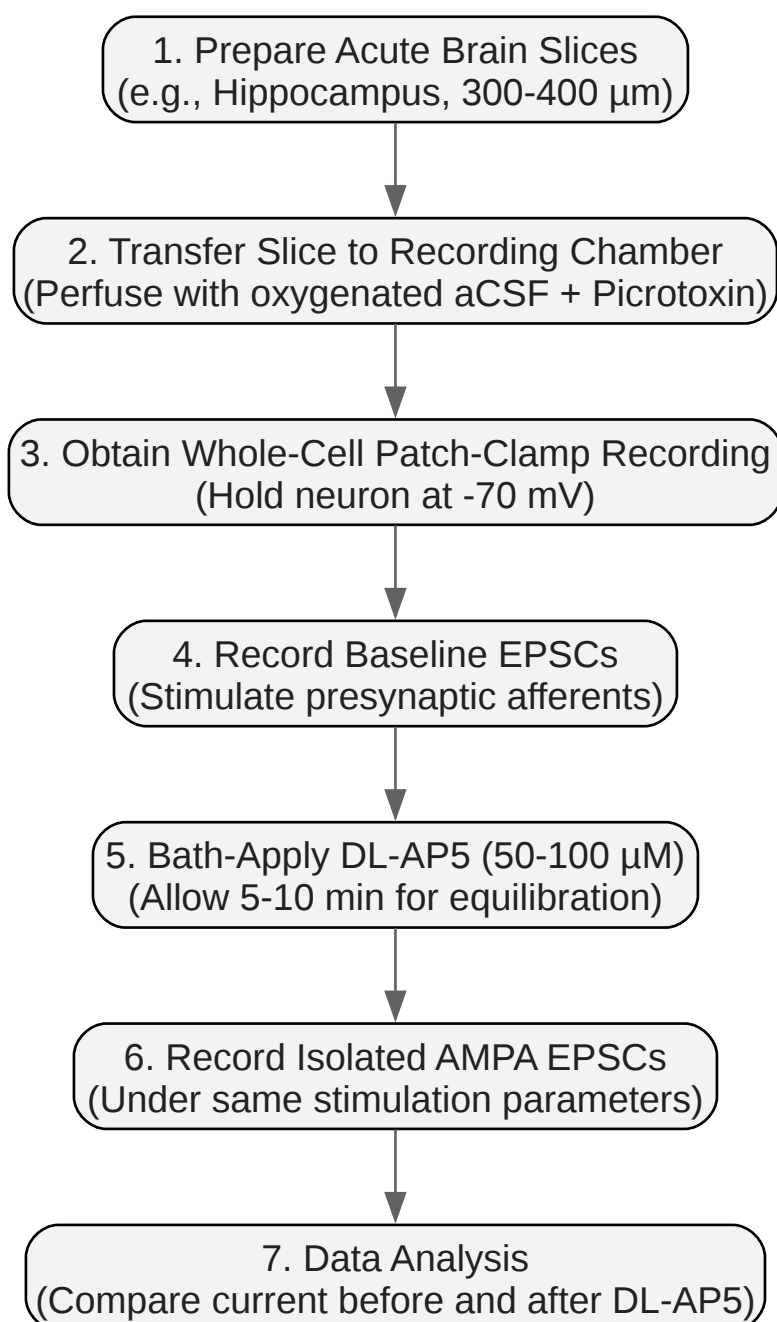 1. Prepare Acute Brain Slices
(e.g., Hippocampus, 300-400 µm)
2. Transfer Slice to Recording Chamber
(Perfuse with oxygenated aCSF + Picrotoxin)
3. Obtain Whole-Cell Patch-Clamp Recording
(Hold neuron at -70 mV)
4. Record Baseline EPSCs
(Stimulate presynaptic afferents)
5. Bath-Apply DL-AP5 (50-100 µM)
(Allow 5-10 min for equilibration)
6. Record Isolated AMPA EPSCs
(Under same stimulation parameters)
7. Data Analysis
(Compare current before and after DL-AP5)